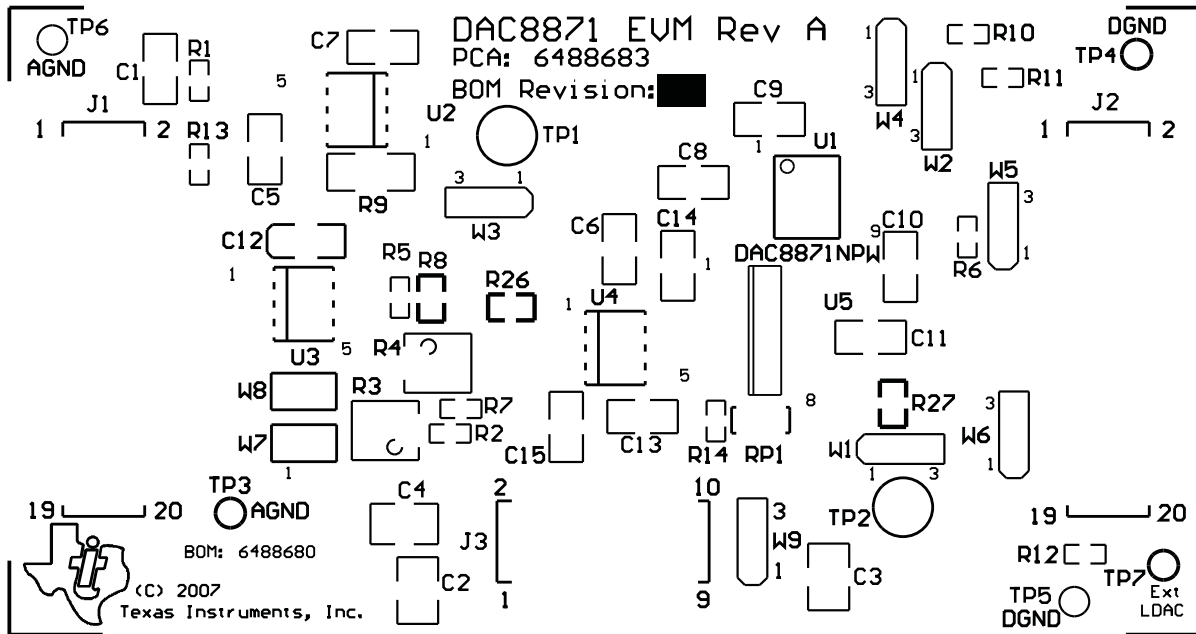 DAC8871 EVM Rev A
PCA: 6488683
BOM Revision:
TP6
AGND
C1
R1
C7
5
U2
1
J1
1 2
R13
C5
R9
TP1
3 1
W3
C9
1
U1
C8
1
W4
3
1
W2
3
R10
R11
DGND
TP4
J2
1 2
W5
3
1
C12
1
U3
5
R5
R8
R26
C6
C14
1
DAC8871NPW
9
C10
R6
U4
1
5
U5
C11
R4
R3
W8
W7
1
R7
R2
C15
C13
R14
8
RP1
R27
W1
1 3
W6
3
1
TP3
AGND
19 20
BOM: 6488680
(C) 2007
Texas Instruments, Inc.
C4
C2
2 10
J3
1 9
3
W9
1
TP2
C3
19 20
R12
TP5
DGND
TP7
Ext
LDAC